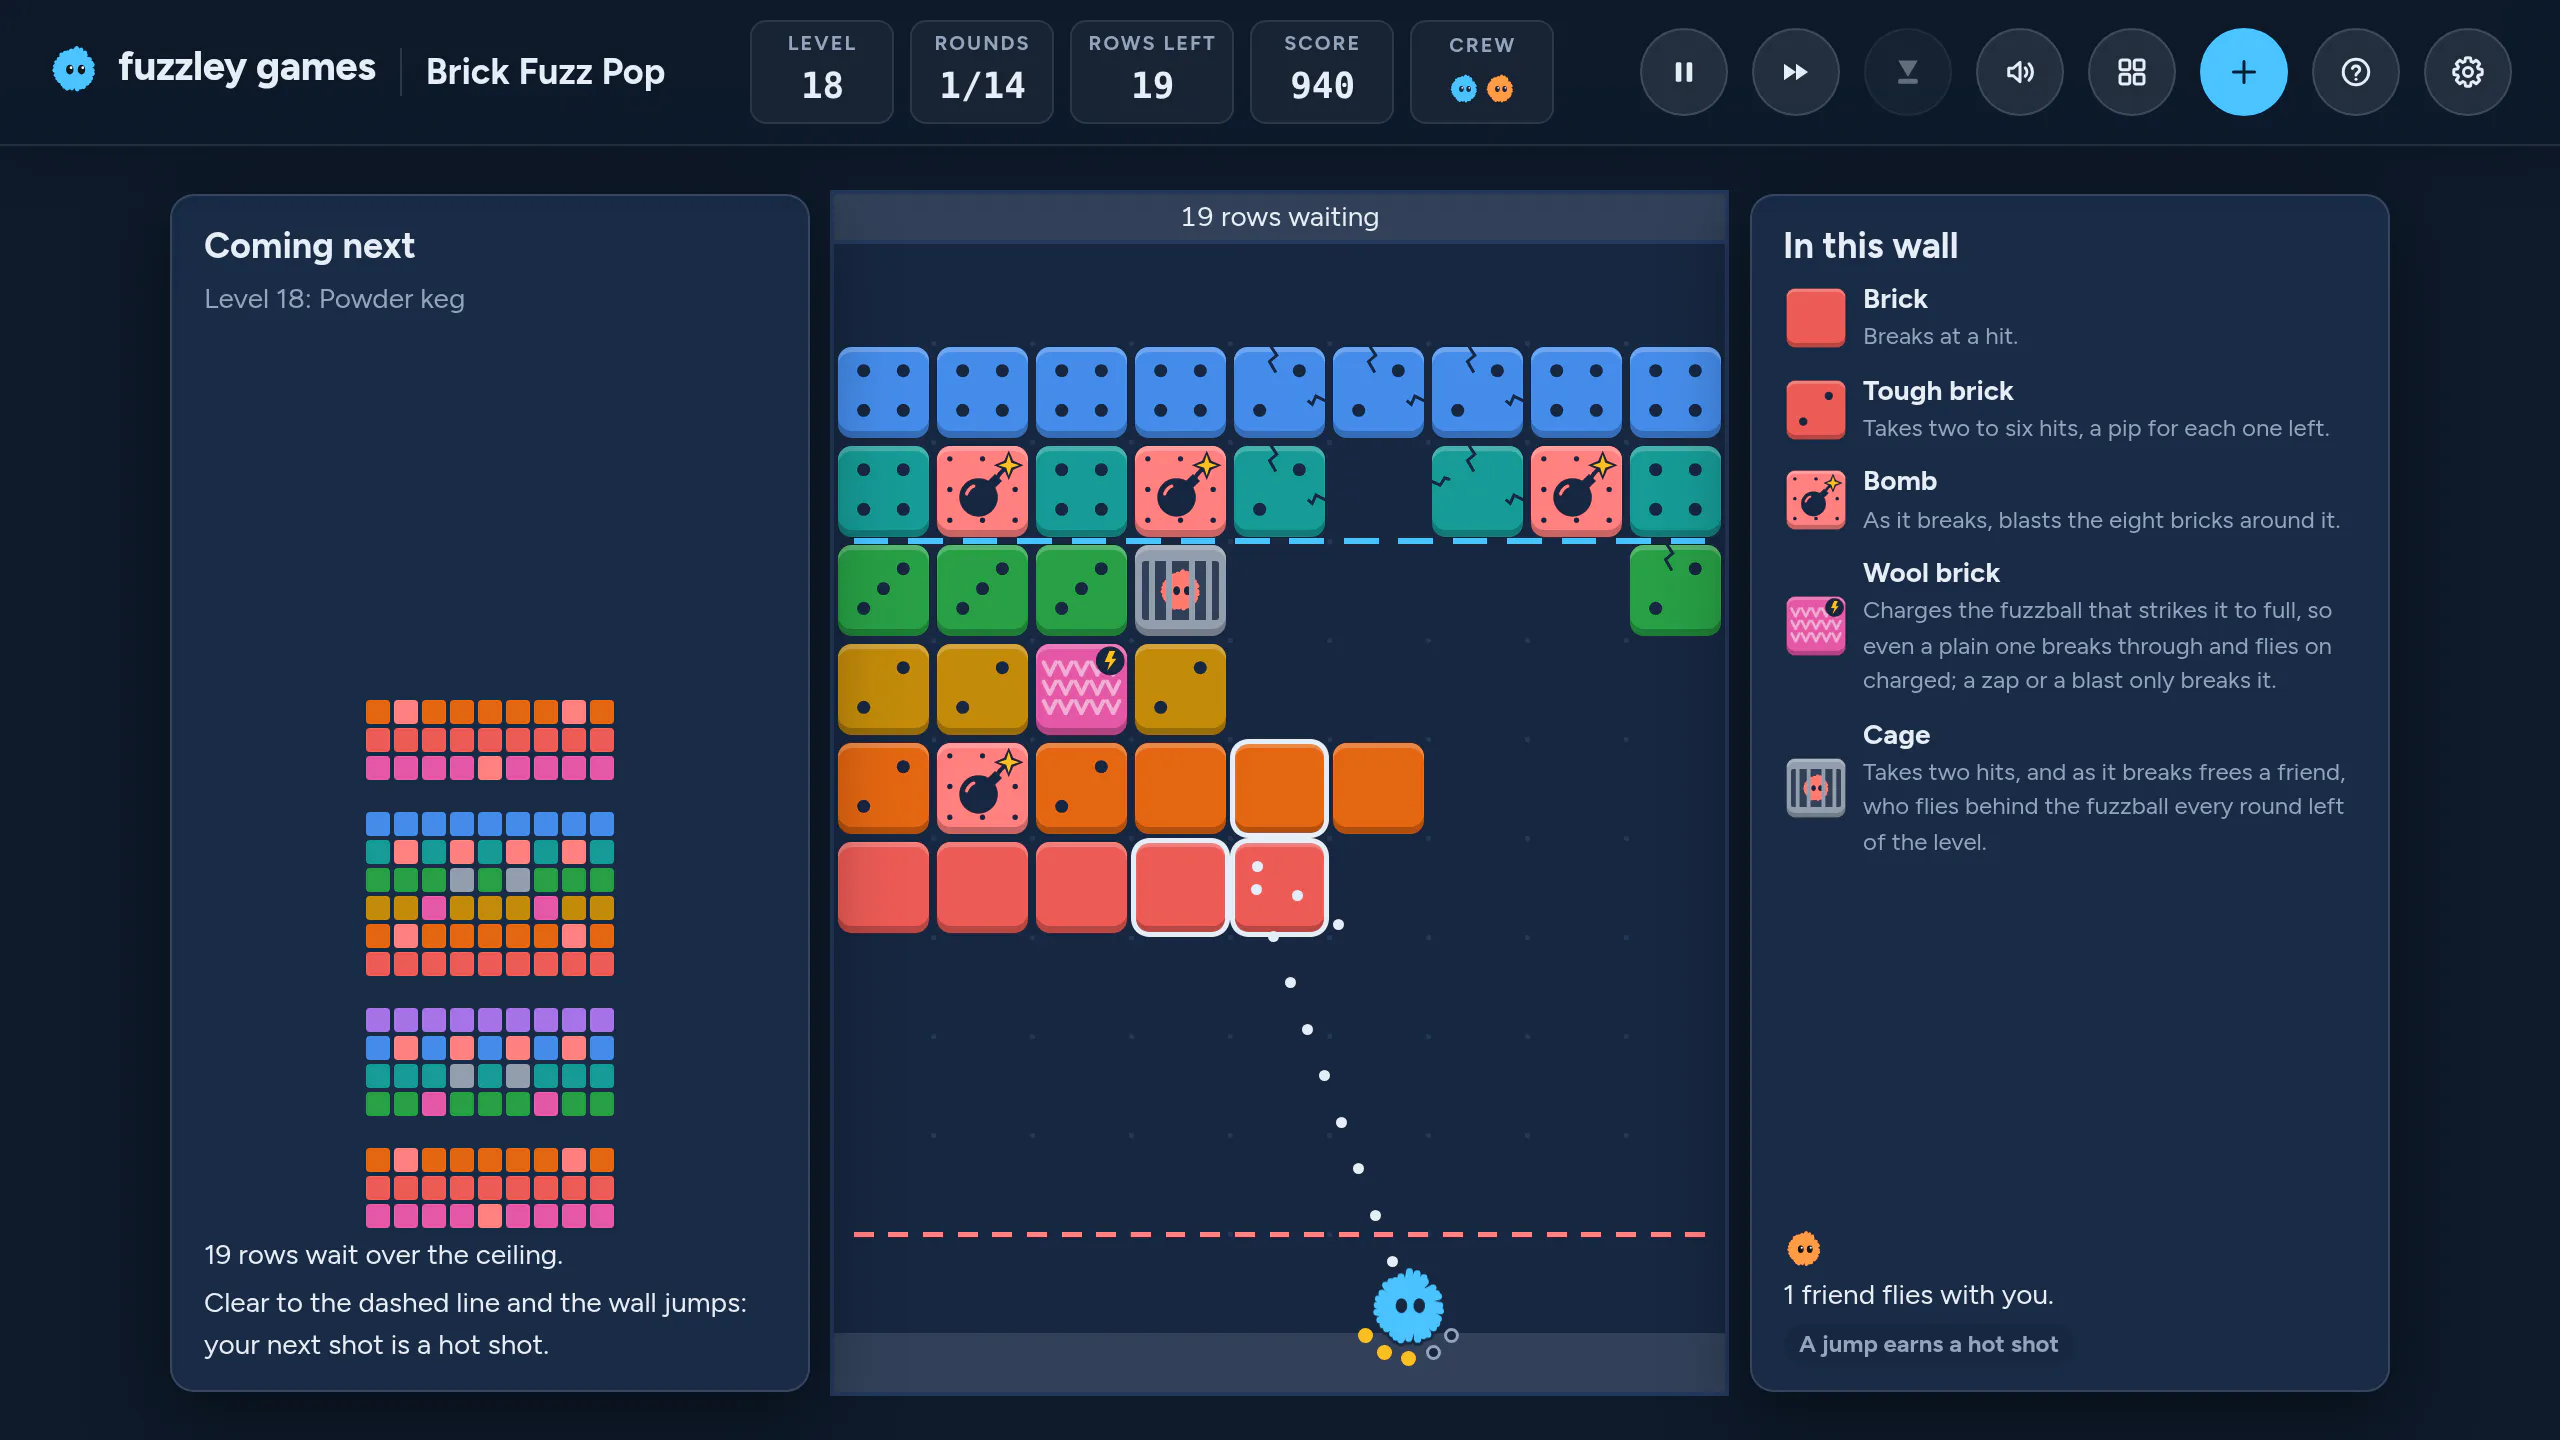 fuzzley games
Brick Fuzz Pop
LEVEL
18
ROUNDS
1/14
ROWS LEFT
19
SCORE
940
CREW
Coming next
Level 18: Powder keg
19 rows wait over the ceiling.
Clear to the dashed line and the wall jumps:
your next shot is a hot shot.
19 rows waiting
In this wall
Brick
Breaks at a hit.
Tough brick
Takes two to six hits, a pip for each one left.
Bomb
As it breaks, blasts the eight bricks around it.
Wool brick
Charges the fuzzball that strikes it to full, so
even a plain one breaks through and flies on
charged; a zap or a blast only breaks it.
Cage
Takes two hits, and as it breaks frees a friend,
who flies behind the fuzzball every round left
of the level.
1 friend flies with you.
A jump earns a hot shot